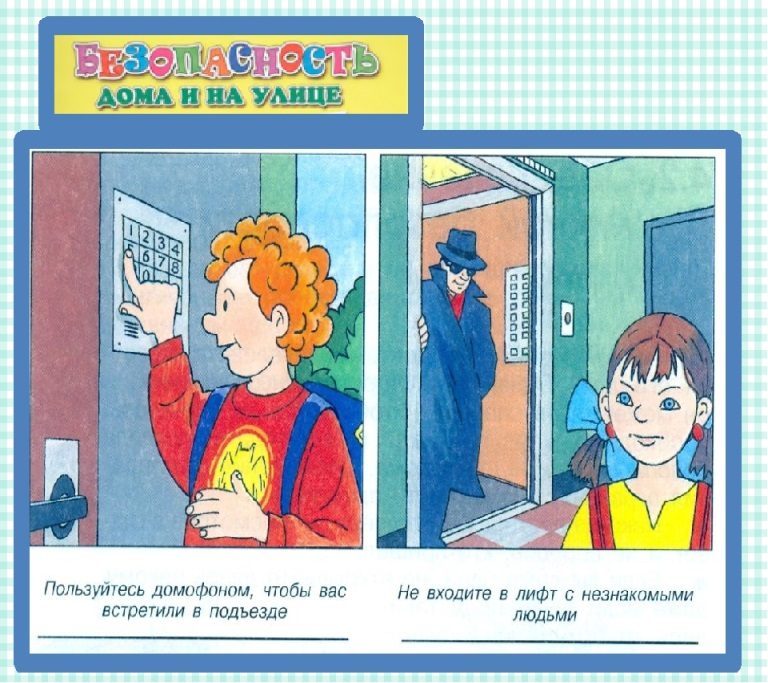 БЕЗОПАСНОСТЬ
ДОМА И НА УЛИЦЕ
1 2 3 4
5 6 7 8
0
Пользуйтесь домофоном, чтобы вас
встретили в подъезде
Не входите в лифт с незнакомыми
людьми